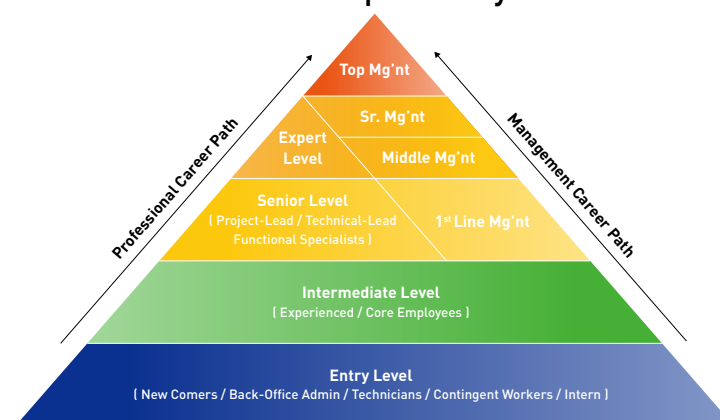 Top Mg'nt
Sr. Mg'nt
Expert
Level
Middle Mg'nt
Senior Level
( Project-Lead / Technical-Lead
Functional Specialists )
1st Line Mg'nt
Intermediate Level
( Experienced / Core Employees )
Entry Level
( New Comers / Back-Office Admin / Technicians / Contingent Workers / Intern )
Professional Career Path
Management Career Path